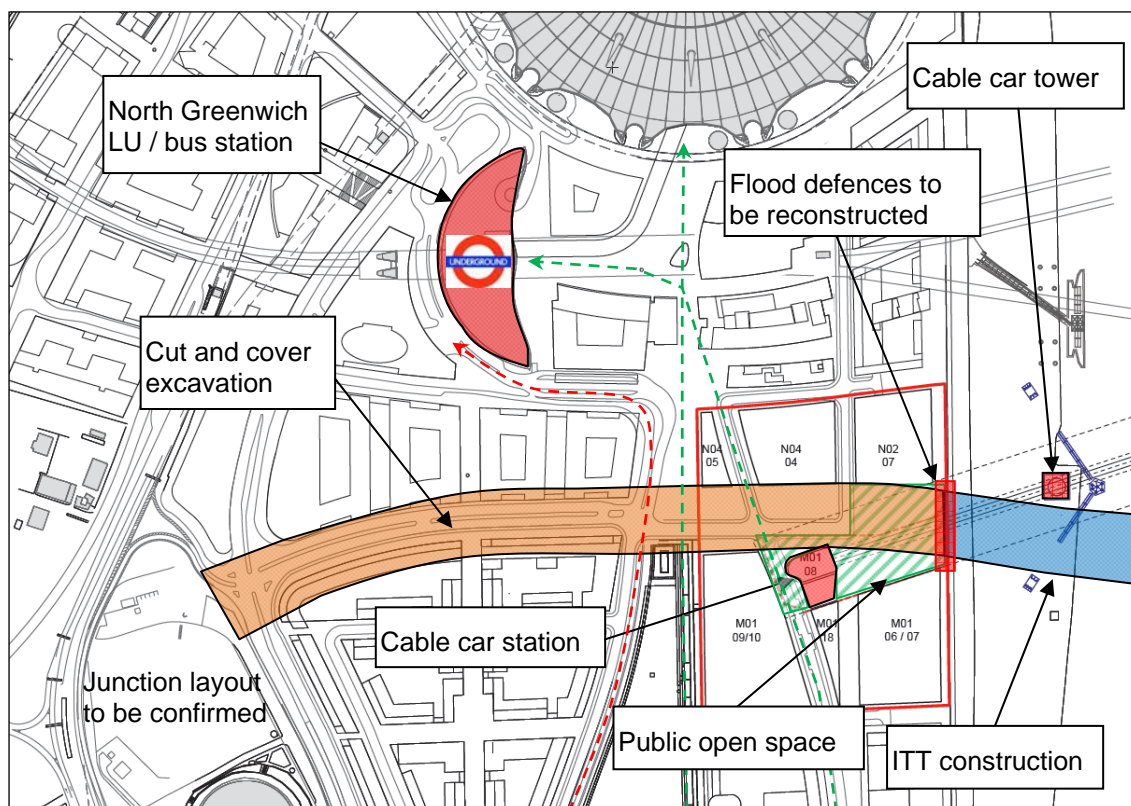 North Greenwich
LU / bus station
Cable car tower
Flood defences to
be reconstructed
UNDERGROUND
Cut and cover
excavation
N04
05
N04
04
N02
07
M01
08
M01
09/10
M01
18
M01
06 / 07
Cable car station
Junction layout
to be confirmed
Public open space
ITT construction